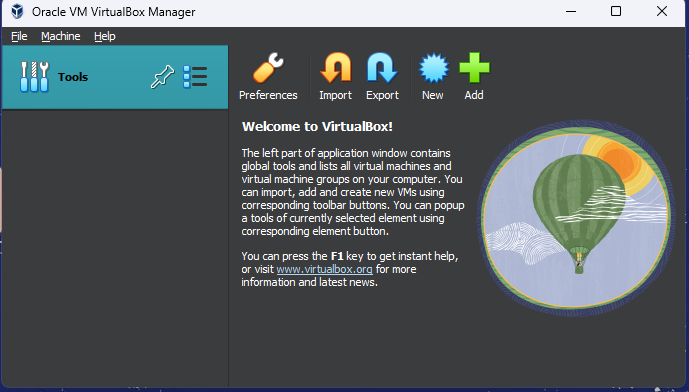 Oracle VM VirtualBox Manager
File Machine Help
Tools
Preferences Import Export New Add
Welcome to VirtualBox!
The left part of application window contains
global tools and lists all virtual machines and
virtual machine groups on your computer. You
can import, add and create new VMs using
corresponding toolbar buttons. You can popup
a tools of currently selected element using
corresponding element button.
You can press the F1 key to get instant help,
or visit www.virtualbox.org for more
information and latest news.